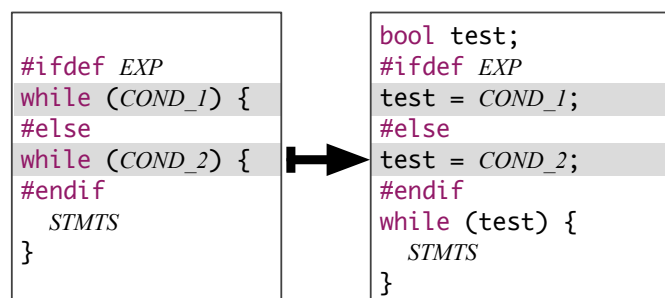 #ifdef EXP
while (COND_1) {
#else
while (COND_2) {
#endif
STMTS
}
bool test;
#ifdef EXP
test = COND_1;
#else
test = COND_2;
#endif
while (test) {
STMTS
}